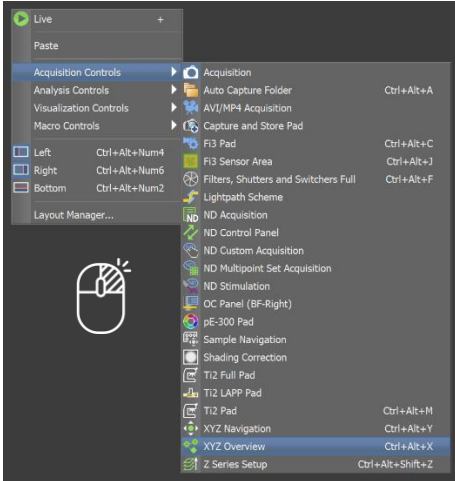 Live +
Paste
Acquisition Controls
Analysis Controls
Visualization Controls
Macro Controls
Left Ctrl+Alt+Num4
Right Ctrl+Alt+Num6
Bottom Ctrl+Alt+Num2
Layout Manager...
Acquisition
Auto Capture Folder Ctrl+Alt+A
AVI/MP4 Acquisition
Capture and Store Pad
Fi3 Pad Ctrl+Alt+C
Fi3 Sensor Area Ctrl+Alt+J
Filters, Shutters and Switchers Full Ctrl+Alt+F
Lightpath Scheme
ND ND Acquisition
ND Control Panel
ND Custom Acquisition
ND Multipoint Set Acquisition
ND Stimulation
OC Panel (BF-Right)
pE-300 Pad
Sample Navigation
Shading Correction
Ti2 Full Pad
Ti2 LAPP Pad
Ti2 Pad Ctrl+Alt+M
XYZ Navigation Ctrl+Alt+Y
XYZ Overview Ctrl+Alt+X
Z Series Setup Ctrl+Alt+Shift+Z